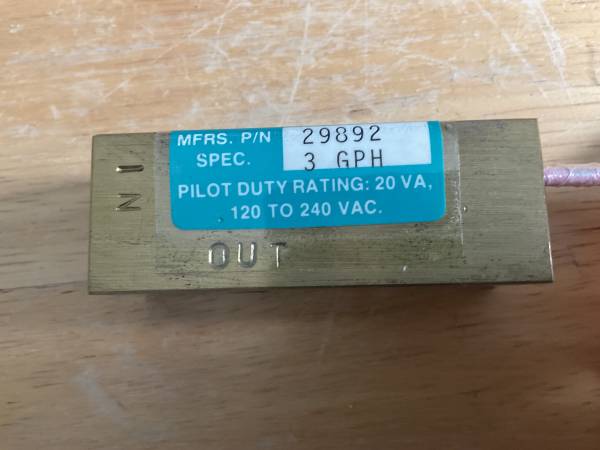 MFRS. P/N 29892
SPEC. 3 GPH
PILOT DUTY RATING: 20 VA,
120 TO 240 VAC.
IN
OUT